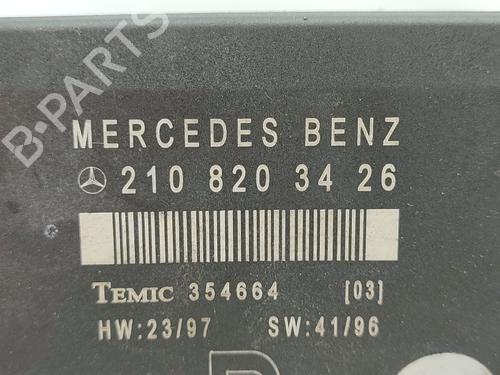 B-PARTS
MERCEDES BENZ
210 820 34 26
TEMIC 354664 [03]
HW:23/97 SW:41/96